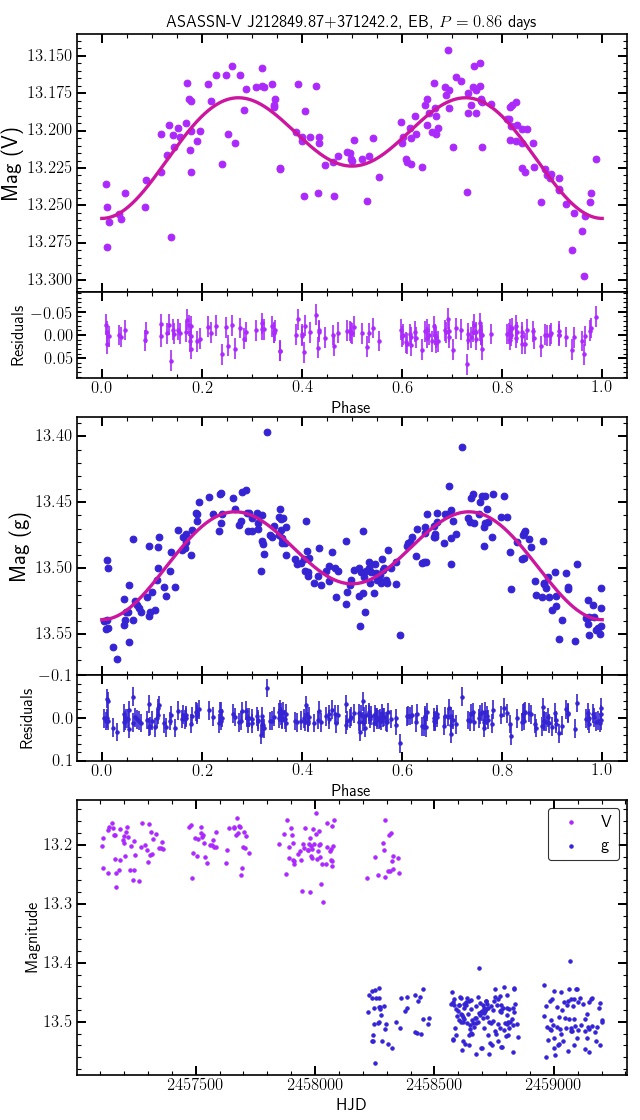 ASASSN-V J212849.87+371242.2, EB, P = 0.86 days
13.150
13.175
13.200
13.225
13.250
13.275
13.300
Mag (V)
−0.05
0.00
0.05
Residuals
0.0 0.2 0.4 0.6 0.8 1.0
Phase
13.40
13.45
13.50
13.55
Mag (g)
−0.1
0.0
0.1
Residuals
0.0 0.2 0.4 0.6 0.8 1.0
Phase
V
g
13.2
13.3
13.4
13.5
Magnitude
2457500 2458000 2458500 2459000
HJD